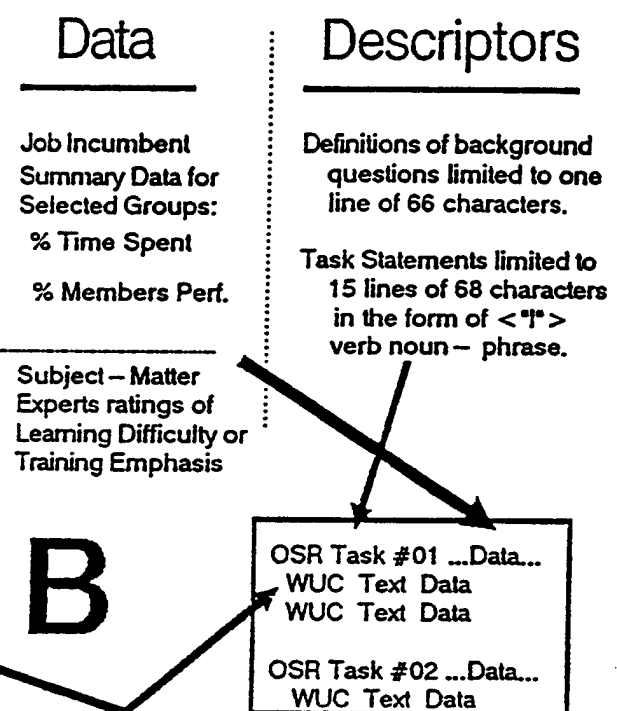 Data
Job Incumbent
Summary Data for
Selected Groups:
% Time Spent
% Members Perf.
Subject – Matter
Experts ratings of
Learning Difficulty or
Training Emphasis
Descriptors
Definitions of background
questions limited to one
line of 66 characters.
Task Statements limited to
15 lines of 68 characters
in the form of < "I" >
verb noun – phrase.
B
OSR Task #01 ...Data...
WUC Text Data
WUC Text Data
OSR Task #02 ...Data...
WUC Text Data